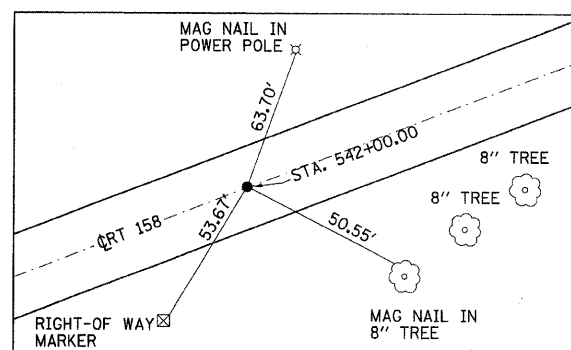 MAG NAIL IN
POWER POLE
63.70'
STA. 542+00.00
8" TREE
8" TREE
℄RT 158
53.67'
50.55'
RIGHT-OF WAY
MARKER
MAG NAIL IN
8" TREE